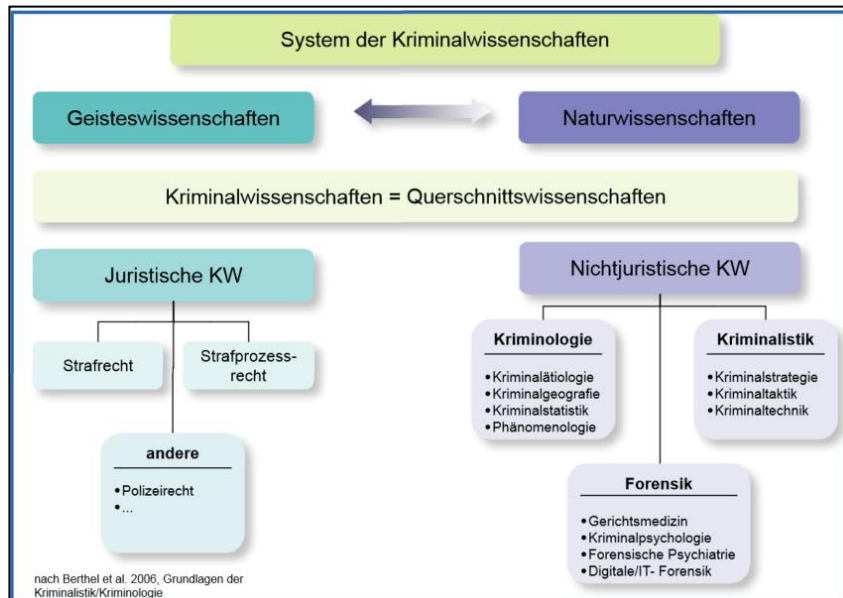 System der Kriminalwissenschaften
Geisteswissenschaften
Naturwissenschaften
Kriminalwissenschaften = Querschnittswissenschaften
Juristische KW
Strafrecht
Strafprozess-
recht
andere
•Polizeirecht
•...
Nichtjuristische KW
Kriminologie
•Kriminalätiologie
•Kriminalgeografie
•Kriminalstatistik
•Phänomenologie
Kriminalistik
•Kriminalstrategie
•Kriminaltaktik
•Kriminaltechnik
Forensik
•Gerichtsmedizin
•Kriminalpsychologie
•Forensische Psychiatrie
•Digitale/IT- Forensik
nach Berthel et al. 2006, Grundlagen der
Kriminalistik/Kriminologie